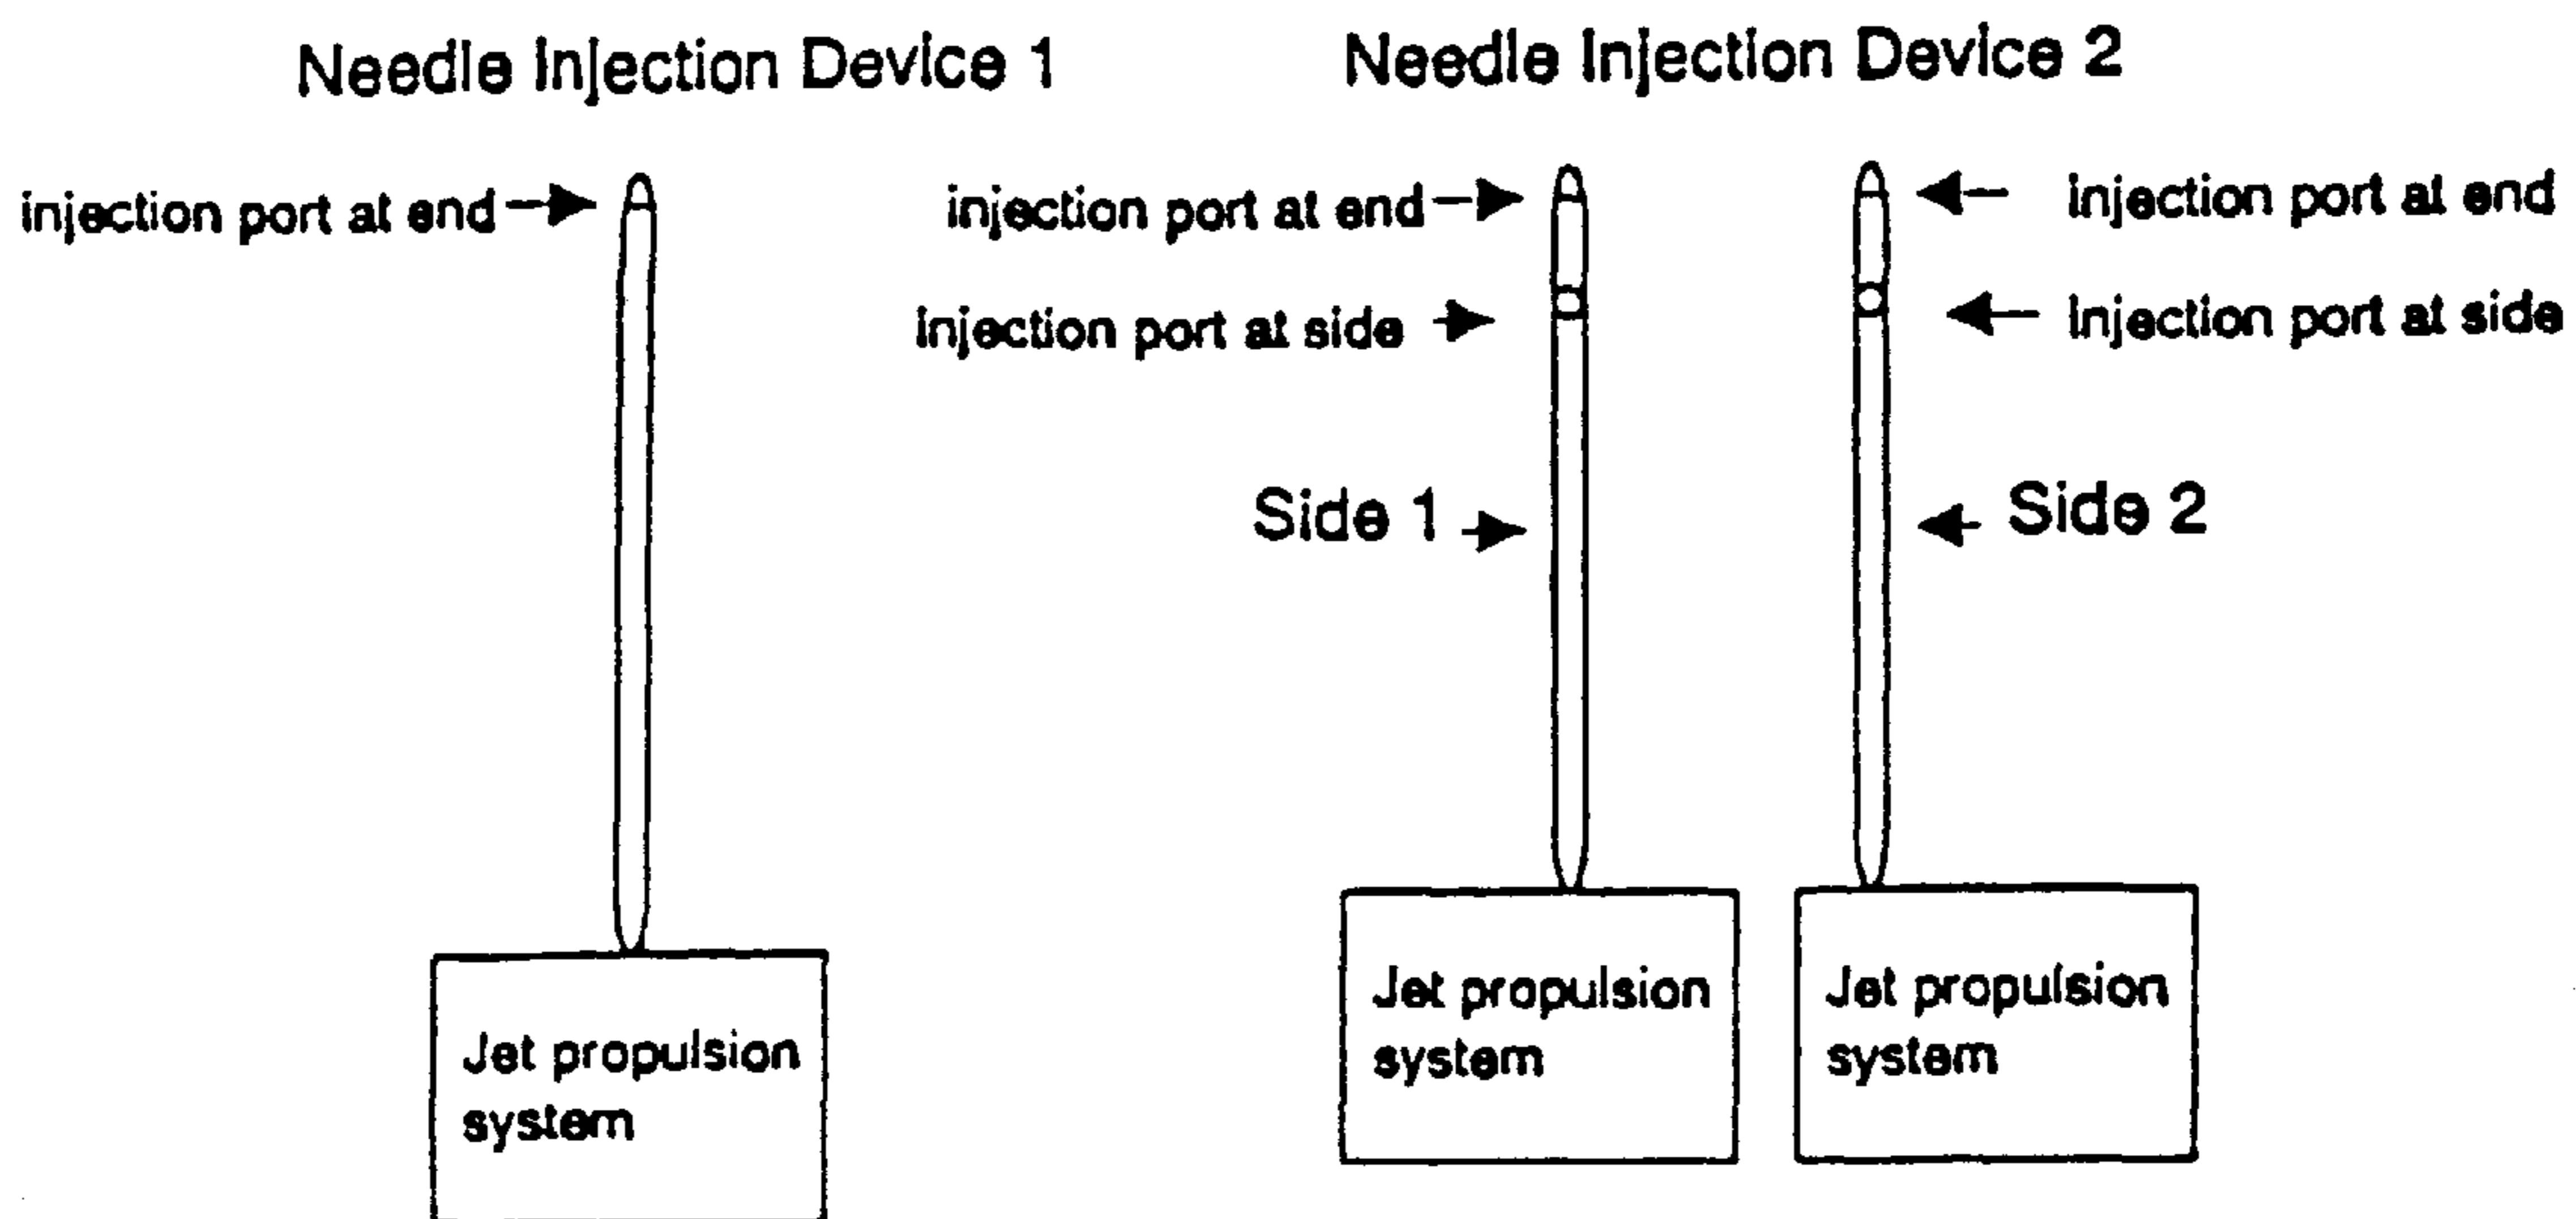 Needle Injection Device 1
Needle Injection Device 2
injection port at end
injection port at end
injection port at end
injection port at side
injection port at side
Side 1
Side 2
Jet propulsion
system
Jet propulsion
system
Jet propulsion
system